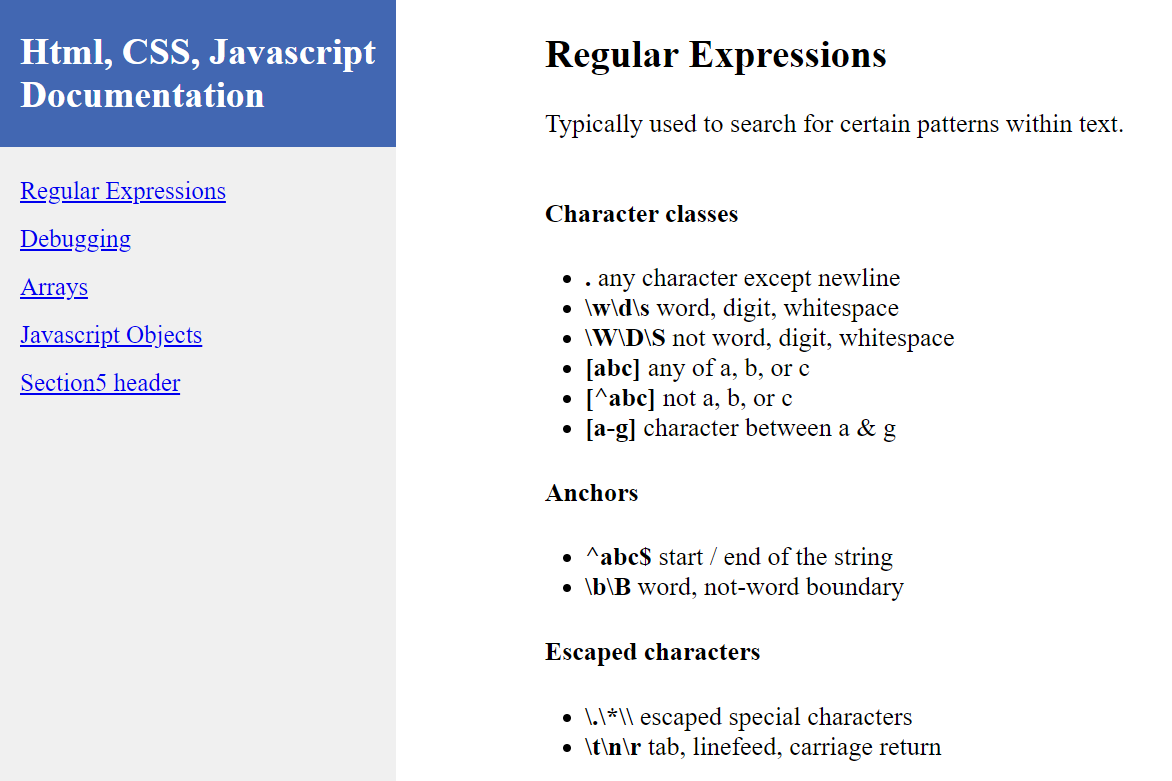 Html, CSS, Javascript
Documentation
Regular Expressions
Debugging
Arrays
Javascript Objects
Section5 header
Regular Expressions
Typically used to search for certain patterns within text.
Character classes
. any character except newline
\w\d\s word, digit, whitespace
\W\D\S not word, digit, whitespace
[abc] any of a, b, or c
[^abc] not a, b, or c
[a-g] character between a & g
Anchors
^abc$ start / end of the string
\b\B word, not-word boundary
Escaped characters
\.\*\\ escaped special characters
\t\n\r tab, linefeed, carriage return